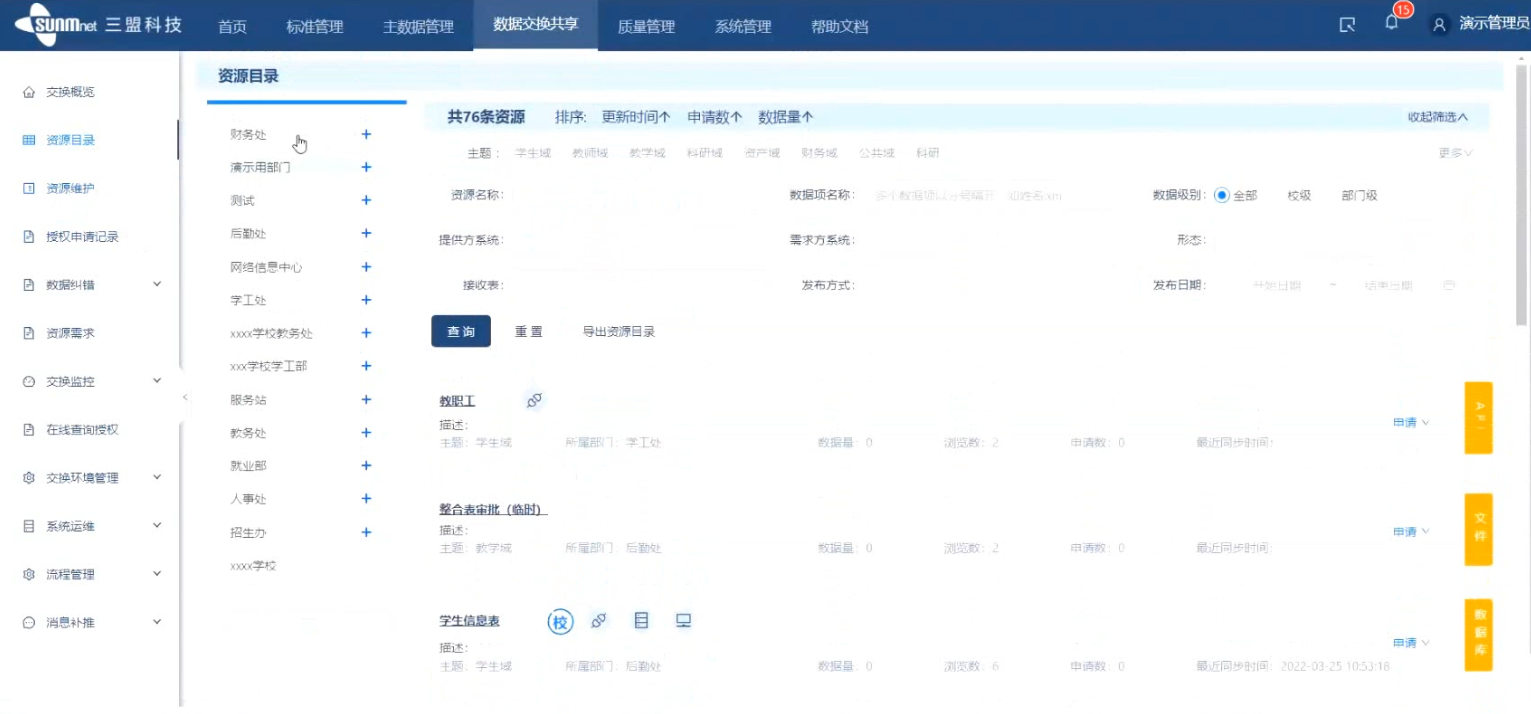 sunmnet 三盟科技 首页 标准管理 主数据管理 数据交换共享 质量管理 系统管理 帮助文档 15 演示管理员
交换概览
资源目录
资源维护
授权申请记录
数据纠错
资源需求
交换监控
在线查询授权
交换环境管理
系统运维
流程管理
消息补推
资源目录
财务处 +
演示用部门 +
测试 +
后勤处 +
网络信息中心 +
学工处 +
xxxx学校教务处 +
xxx学校学工部 +
服务站 +
教务处 +
就业部 +
人事处 +
招生办 +
xxxx学校
共76条资源 排序: 更新时间个 申请数个 数据量个 收起筛选
主题： 学生域 教师域 教学域 科研域 资产域 财务域 公共域 科研 更多
资源名称: 数据项名称: 多个数据项以分号隔开 如姓名:xm 数据级别: 全部 校级 部门级
提供方系统: 需求方系统: 形态:
接收表: 发布方式: 发布日期: 开始日期 ~ 结束日期
查询 重置 导出资源目录
教职工
描述:
主题: 学生域 所属部门: 学工处 数据量: 0 浏览数: 2 申请数: 0 最近同步时间:
申请
API
整合表审批（临时）
描述:
主题: 教学域 所属部门: 后勤处 数据量: 0 浏览数: 2 申请数: 0 最近同步时间:
申请
文件
学生信息表 校
描述:
主题: 学生域 所属部门: 后勤处 数据量: 0 浏览数: 6 申请数: 0 最近同步时间: 2022-03-25 10:53:18
申请
数据库